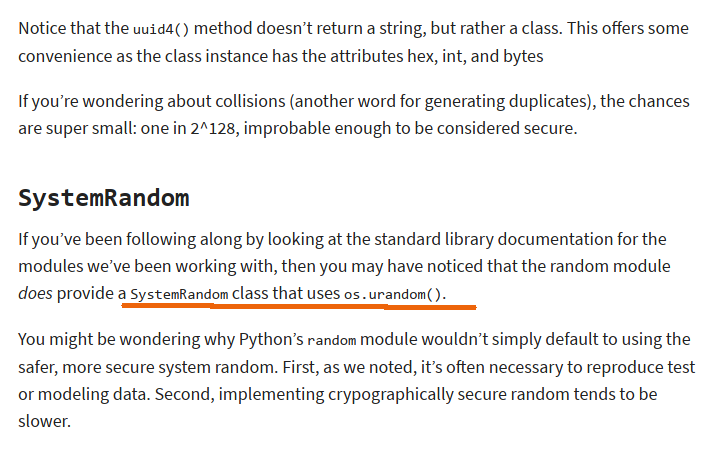 Notice that the uuid4() method doesn’t return a string, but rather a class. This offers some
convenience as the class instance has the attributes hex, int, and bytes
If you’re wondering about collisions (another word for generating duplicates), the chances
are super small: one in 2^128, improbable enough to be considered secure.
SystemRandom
If you’ve been following along by looking at the standard library documentation for the
modules we’ve been working with, then you may have noticed that the random module
does provide a SystemRandom class that uses os.urandom().
You might be wondering why Python’s random module wouldn’t simply default to using the
safer, more secure system random. First, as we noted, it’s often necessary to reproduce test
or modeling data. Second, implementing crypographically secure random tends to be
slower.